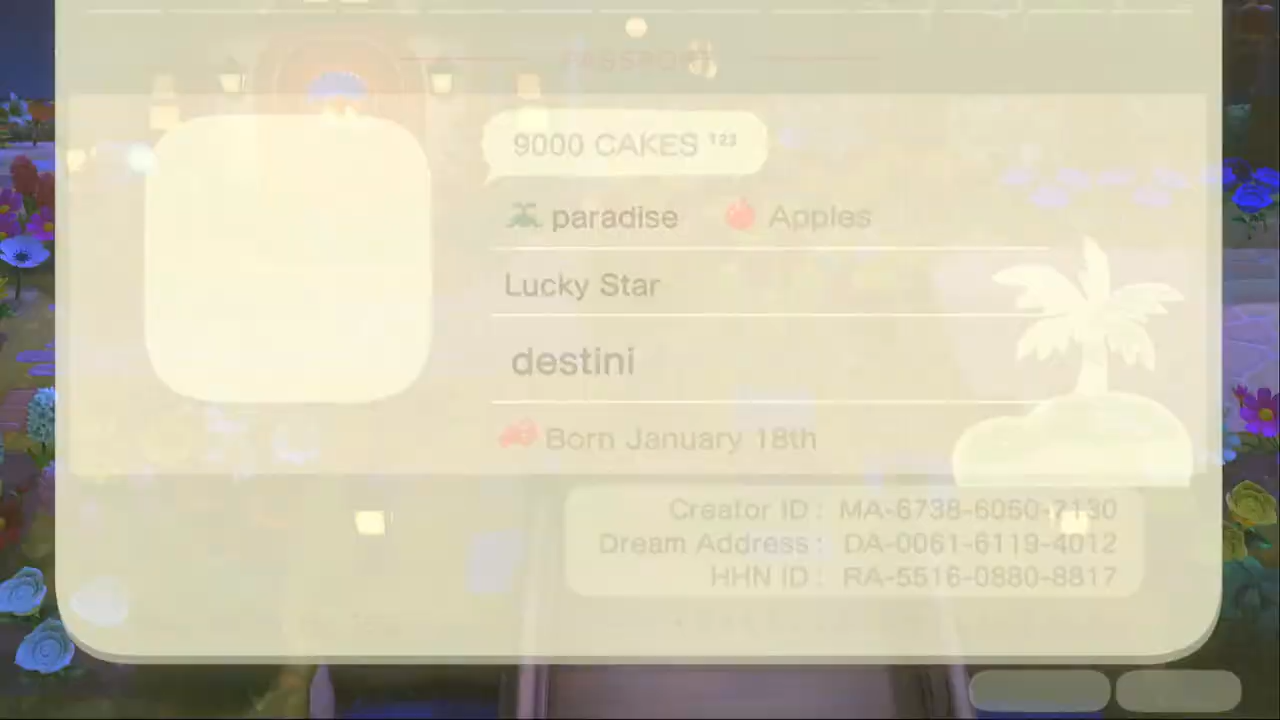 PASSPORT
9000 CAKES ¹²³
paradise Apples
Lucky Star
destini
Born January 18th
Creator ID : MA-6738-6050-7130
Dream Address : DA-0061-6119-4012
HHN ID : RA-5516-0880-8817